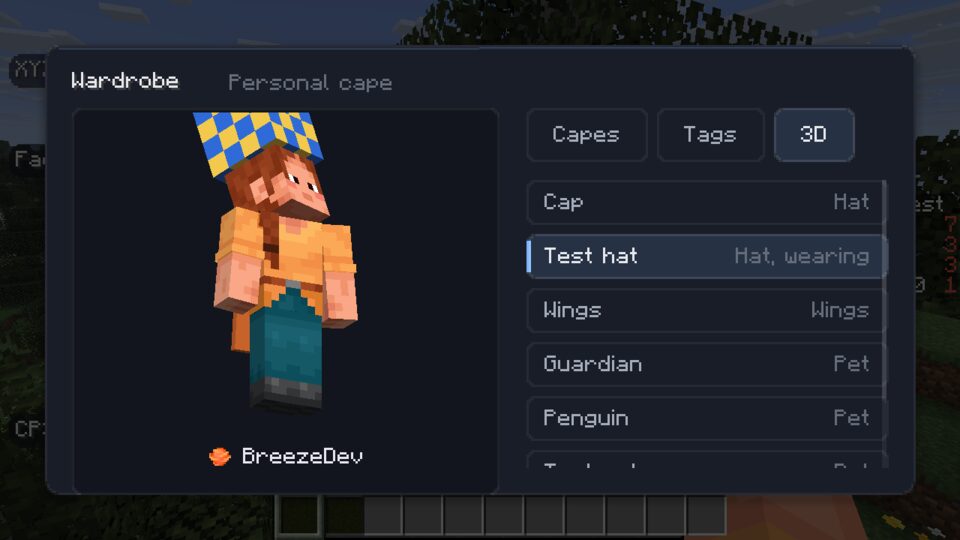 XYZ
Wardrobe
Personal cape
Capes
Tags
3D
Cap
Hat
Test hat
Hat, wearing
Wings
Wings
Guardian
Pet
Penguin
Pet
BreezeDev